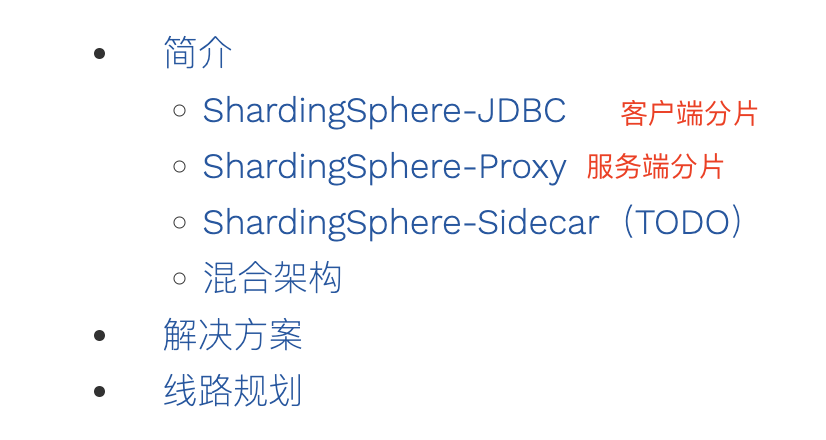 简介
ShardingSphere-JDBC 客户端分片
ShardingSphere-Proxy 服务端分片
ShardingSphere-Sidecar（TODO）
混合架构
解决方案
线路规划